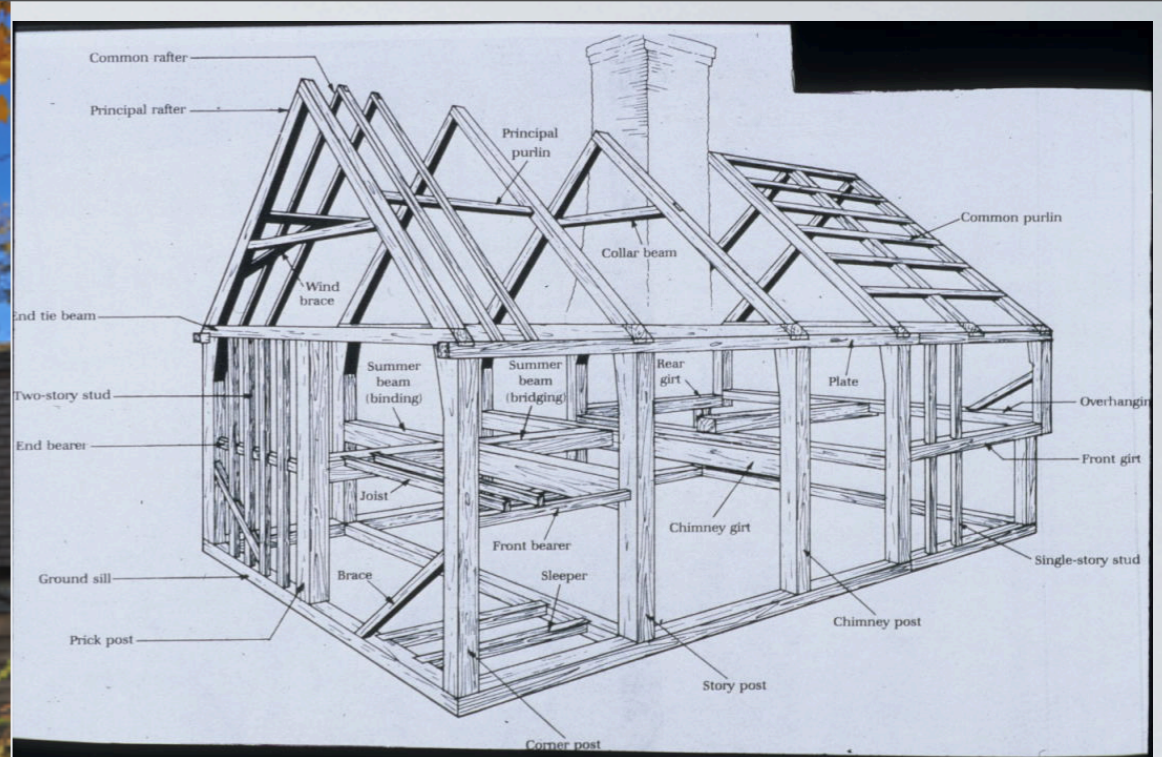 Common rafter
Principal rafter
Principal
purlin
Common purlin
Collar beam
Wind
brace
End tie beam
Summer
beam
(binding)
Summer
beam
(bridging)
Rear
girt
Plate
Two-story stud
Overhangin
End bearer
Front girt
Joist
Chimney girt
Front bearer
Single-story stud
Ground sill
Brace
Sleeper
Chimney post
Prick post
Story post
Corner post